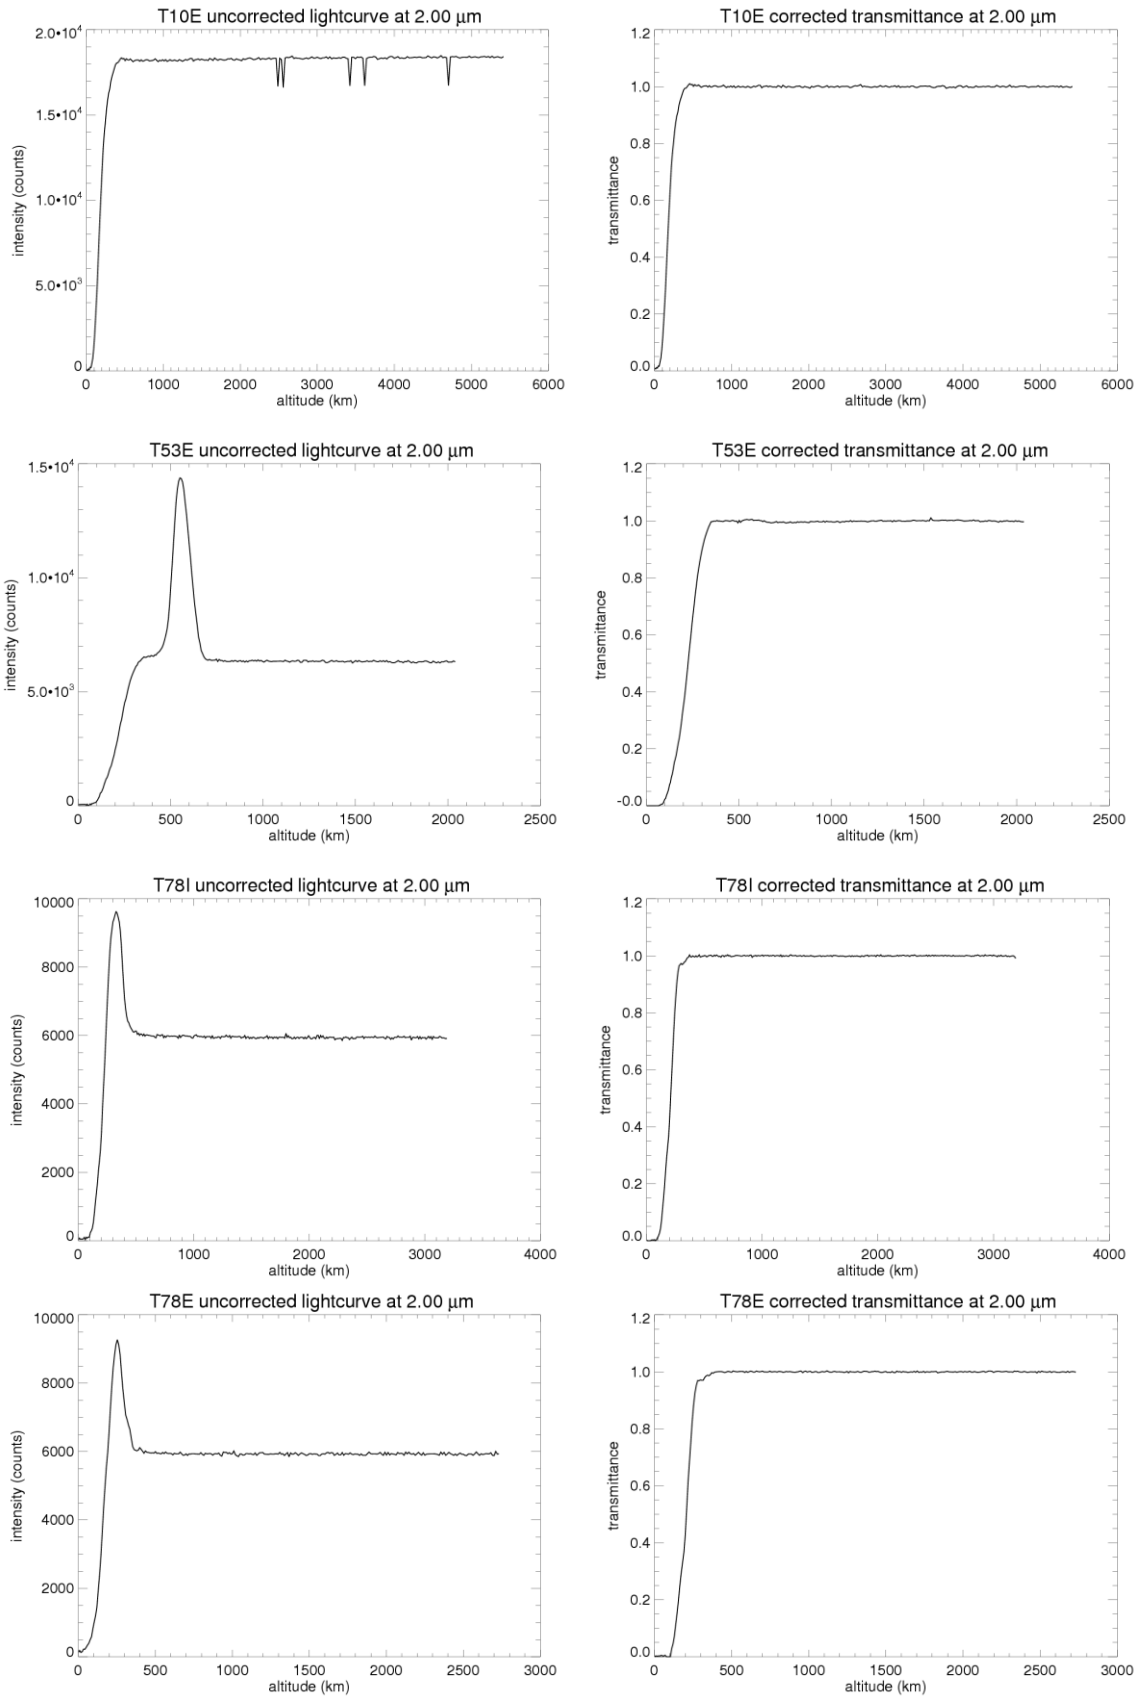 T10E uncorrected lightcurve at 2.00 μm
2.0•10⁴
1.5•10⁴
1.0•10⁴
5.0•10³
0
intensity (counts)
0 1000 2000 3000 4000 5000 6000
altitude (km)
T10E corrected transmittance at 2.00 μm
1.2
1.0
0.8
0.6
0.4
0.2
0.0
transmittance
0 1000 2000 3000 4000 5000 6000
altitude (km)
T53E uncorrected lightcurve at 2.00 μm
1.5•10⁴
1.0•10⁴
5.0•10³
0
intensity (counts)
0 500 1000 1500 2000 2500
altitude (km)
T53E corrected transmittance at 2.00 μm
1.2
1.0
0.8
0.6
0.4
0.2
-0.0
transmittance
0 500 1000 1500 2000 2500
altitude (km)
T78I uncorrected lightcurve at 2.00 μm
10000
8000
6000
4000
2000
0
intensity (counts)
0 1000 2000 3000 4000
altitude (km)
T78I corrected transmittance at 2.00 μm
1.2
1.0
0.8
0.6
0.4
0.2
0.0
transmittance
0 1000 2000 3000 4000
altitude (km)
T78E uncorrected lightcurve at 2.00 μm
10000
8000
6000
4000
2000
0
intensity (counts)
0 500 1000 1500 2000 2500 3000
altitude (km)
T78E corrected transmittance at 2.00 μm
1.2
1.0
0.8
0.6
0.4
0.2
0.0
transmittance
0 500 1000 1500 2000 2500 3000
altitude (km)